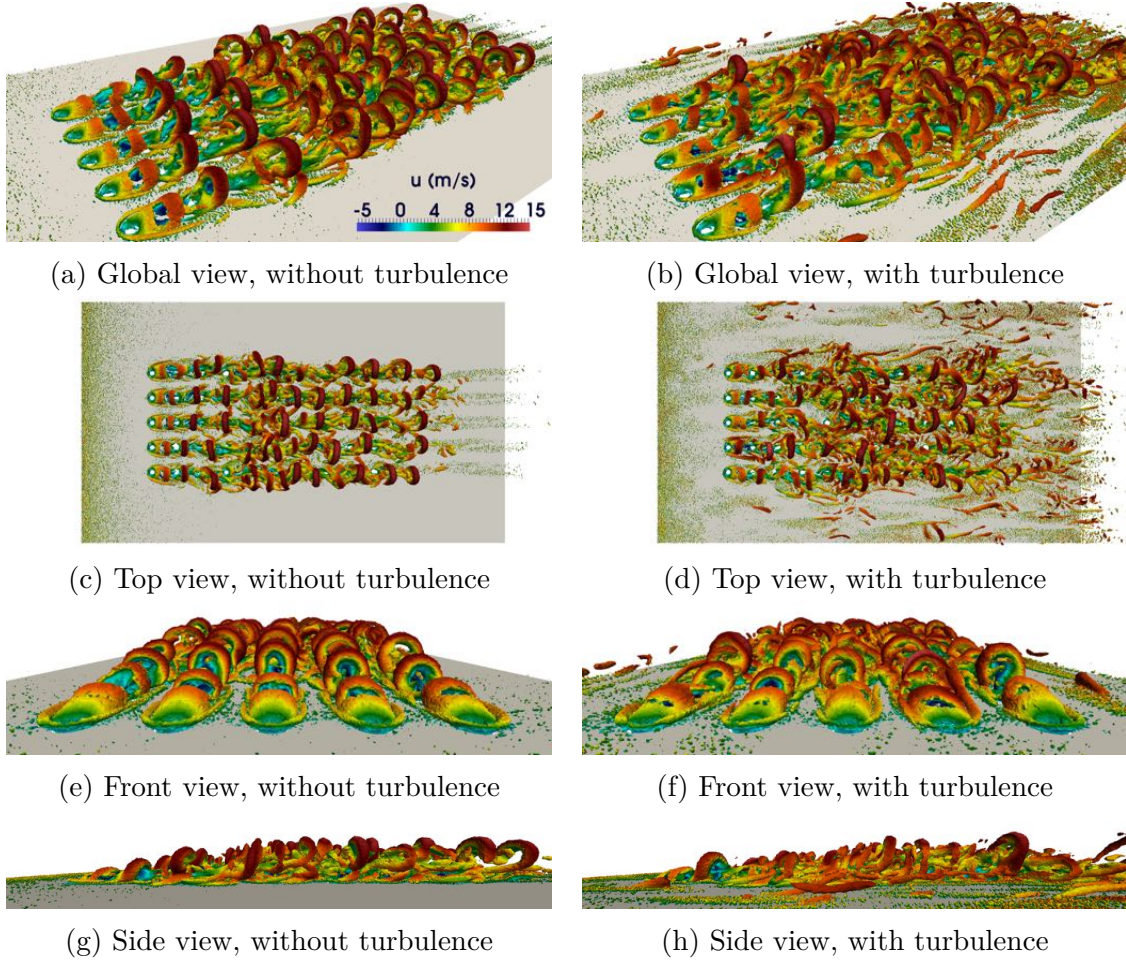 u (m/s)
-5 0 4 8 12 15
(a) Global view, without turbulence
(b) Global view, with turbulence
(c) Top view, without turbulence
(d) Top view, with turbulence
(e) Front view, without turbulence
(f) Front view, with turbulence
(g) Side view, without turbulence
(h) Side view, with turbulence